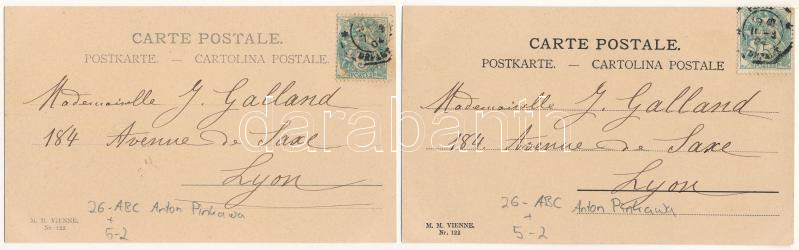 CARTE POSTALE.
POSTKARTE. — CARTOLINA POSTALE.
Mademoiselle J. Galland
184 Avenue de Saxe
Lyon
26-ABC Anton Pinkawa
+
5-2
M. M. VIENNE.
Nr. 122
CARTE POSTALE.
POSTKARTE. — CARTOLINA POSTALE
Mademoiselle J. Galland
184 Avenue de Saxe
Lyon
26-ABC Anton Pinkawa
+
5-2
M. M. VIENNE.
Nr. 122
darabanth